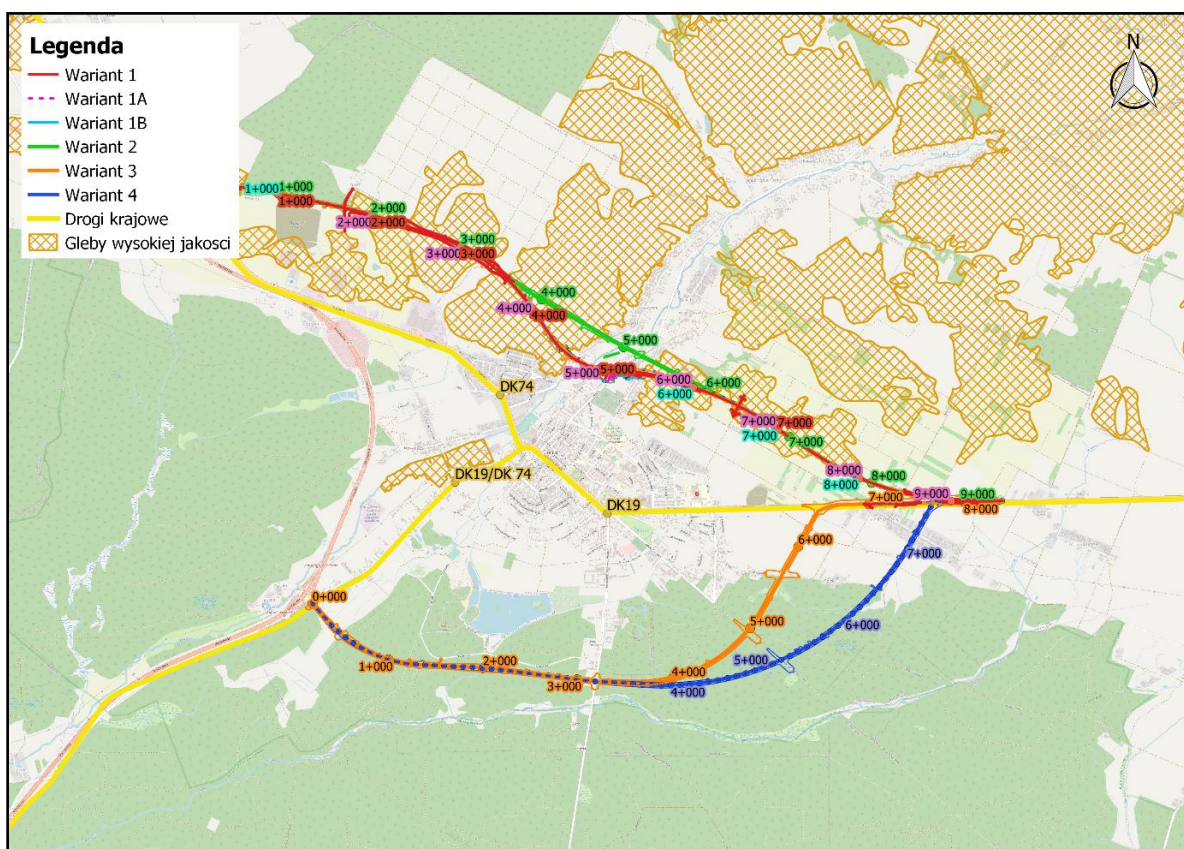 Legenda
Wariant 1
Wariant 1A
Wariant 1B
Wariant 2
Wariant 3
Wariant 4
Drogi krajowe
Gleby wysokiej jakosci
N
1+000 1+000
1+000
2+000
2+000 2+000
3+000
3+000 3+000
4+000
4+000 4+000
5+000
5+000 5+000
6+000 6+000
6+000
7+000 7+000
7+000 7+000
8+000 8+000
8+000
7+000 9+000 9+000
8+000
DK74
DK19/DK 74
DK19
6+000
7+000
0+000
5+000
6+000
1+000
2+000
3+000
4+000
5+000
4+000